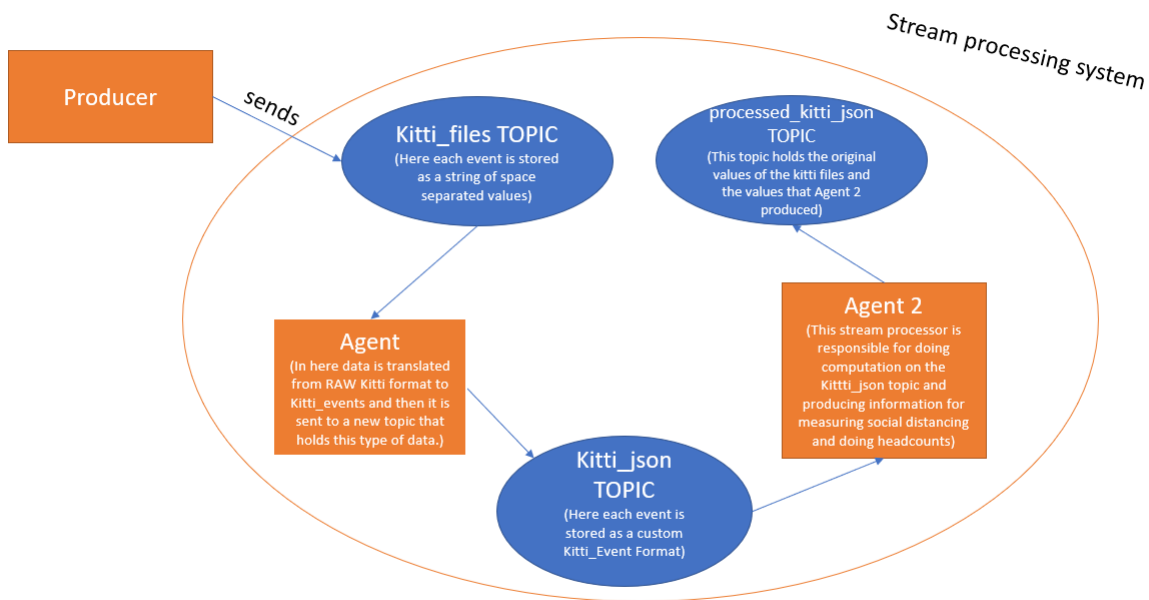 Stream processing system
Producer
sends
Kitti_files TOPIC
(Here each event is stored
as a string of space
separated values)
processed_kitti_json
TOPIC
(This topic holds the original
values of the kitti files and
the values that Agent 2
produced)
Agent
(In here data is translated
from RAW Kitti format to
Kitti_events and then it is
sent to a new topic that
holds this type of data.)
Agent 2
(This stream processor is
responsible for doing
computation on the
Kittti_json topic and
producing information for
measuring social distancing
and doing headcounts)
Kitti_json
TOPIC
(Here each event is
stored as a custom
Kitti_Event Format)